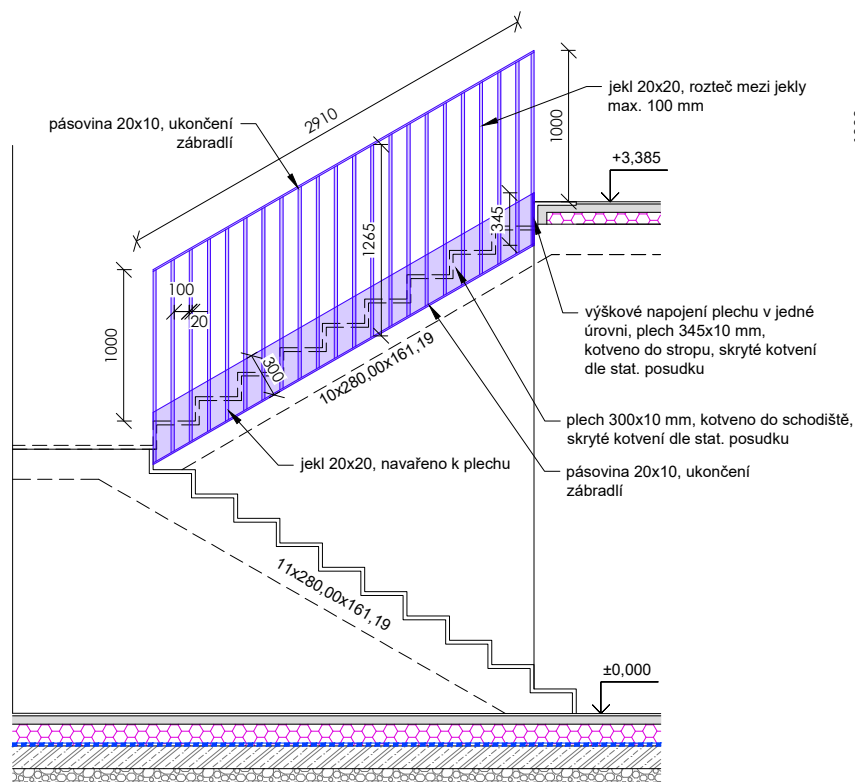 jekl 20x20, rozteč mezi jekly
max. 100 mm
2910
pásovina 20x10, ukončení
zábradlí
1000
+3,385
1265
345
100
20
1000
300
10x280,00x161,19
výškové napojení plechu v jedné
úrovni, plech 345x10 mm,
kotveno do stropu, skryté kotvení
dle stat. posudku
plech 300x10 mm, kotveno do schodiště,
skryté kotvení dle stat. posudku
jekl 20x20, navařeno k plechu
pásovina 20x10, ukončení
zábradlí
11x280,00x161,19
±0,000